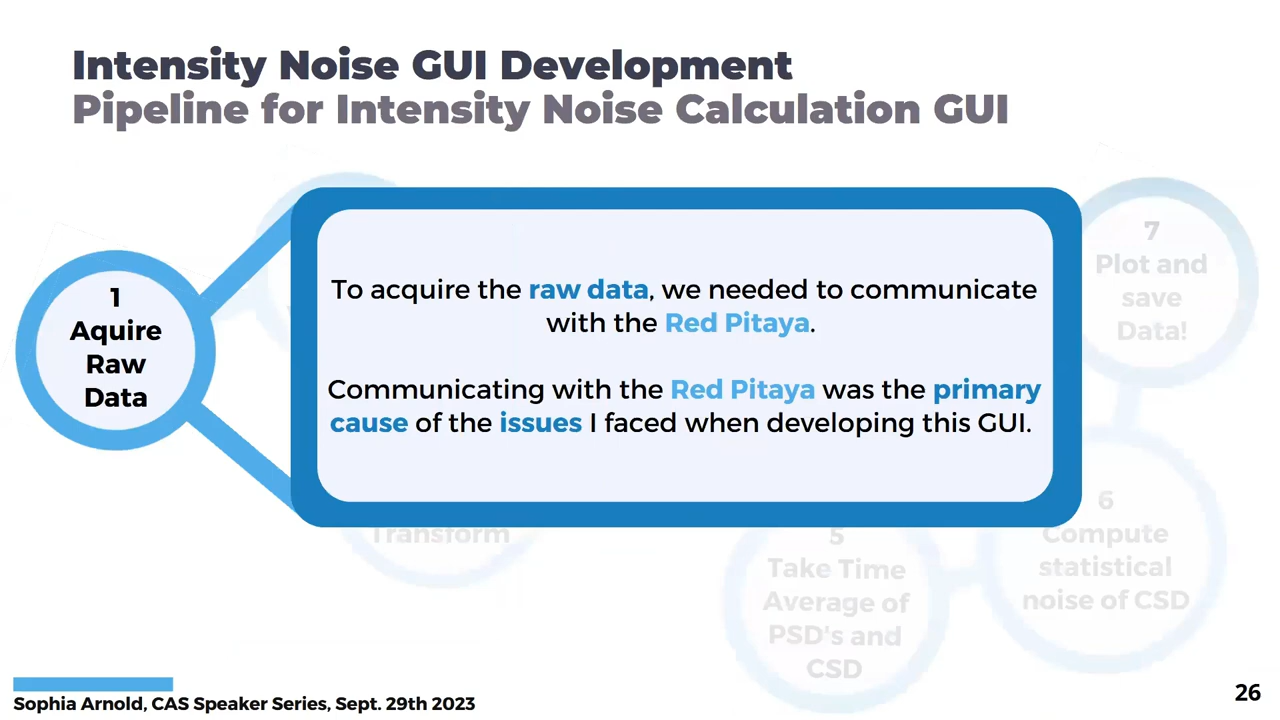 Intensity Noise GUI Development
Pipeline for Intensity Noise Calculation GUI
1
Aquire
Raw
Data
To acquire the raw data, we needed to communicate
with the Red Pitaya.
Communicating with the Red Pitaya was the primary
cause of the issues I faced when developing this GUI.
Transform
5
Take Time
Average of
PSD's and
CSD
6
Compute
statistical
noise of CSD
7
Plot and
save
Data!
Sophia Arnold, CAS Speaker Series, Sept. 29th 2023
26